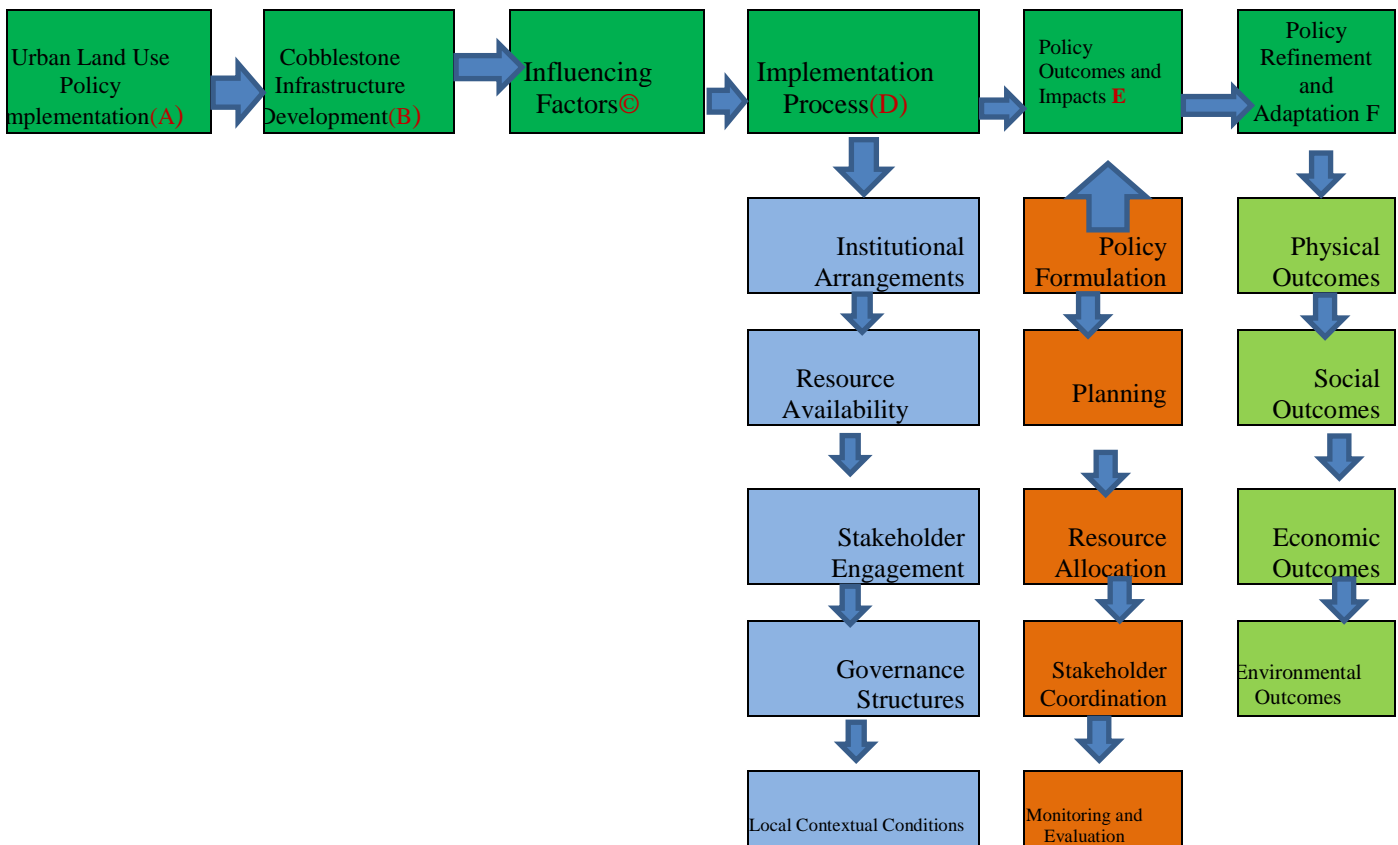 Urban Land Use
Policy
mplementation(A)
Cobblestone
Infrastructure
Development(B)
Influencing
Factors©
Implementation
Process(D)
Policy
Outcomes and
Impacts E
Policy
Refinement
and
Adaptation F
Institutional
Arrangements
Policy
Formulation
Physical
Outcomes
Resource
Availability
Planning
Social
Outcomes
Stakeholder
Engagement
Resource
Allocation
Economic
Outcomes
Governance
Structures
Stakeholder
Coordination
Environmental
Outcomes
Local Contextual Conditions
Monitoring and
Evaluation